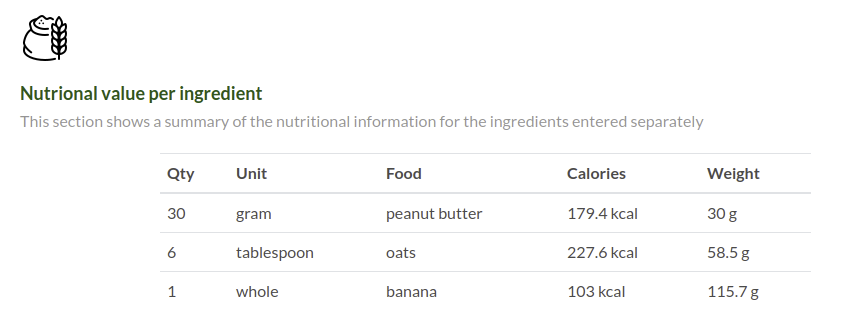 Nutrional value per ingredient
This section shows a summary of the nutritional information for the ingredients entered separately
Qty Unit Food Calories Weight
30 gram peanut butter 179.4 kcal 30 g
6 tablespoon oats 227.6 kcal 58.5 g
1 whole banana 103 kcal 115.7 g